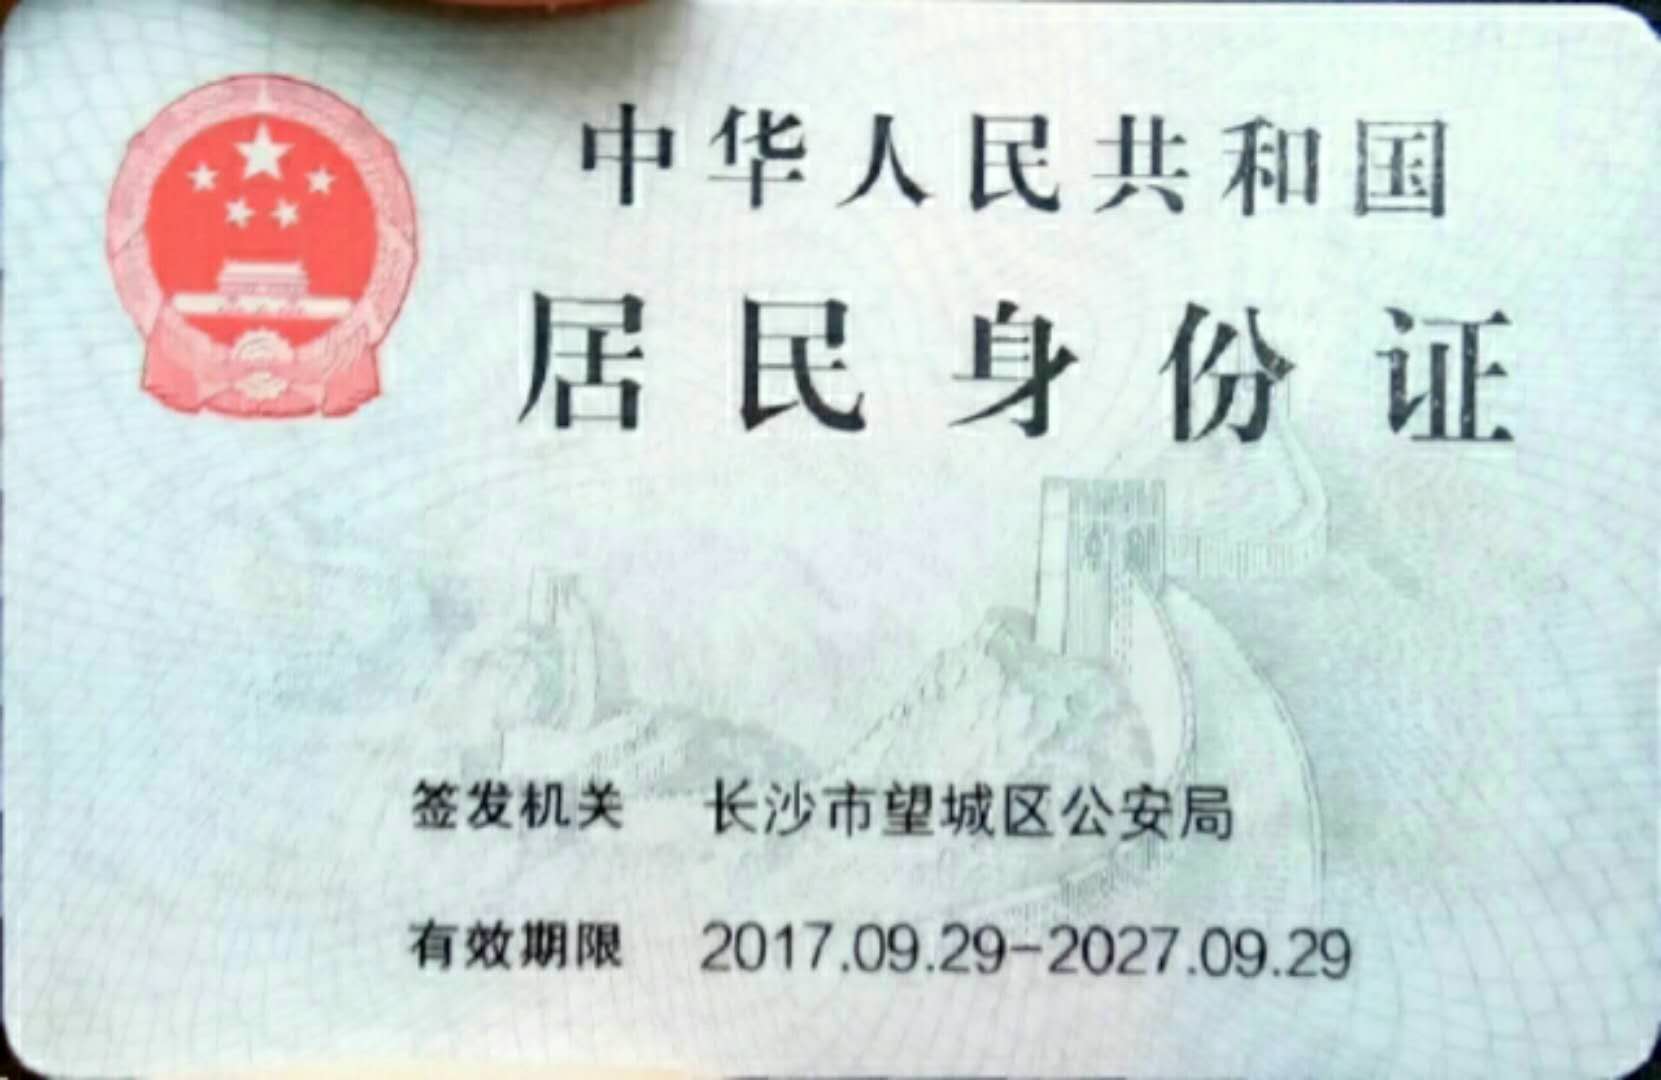 中华人民共和国
居民身份证
签发机关 长沙市望城区公安局
有效期限 2017.09.29-2027.09.29